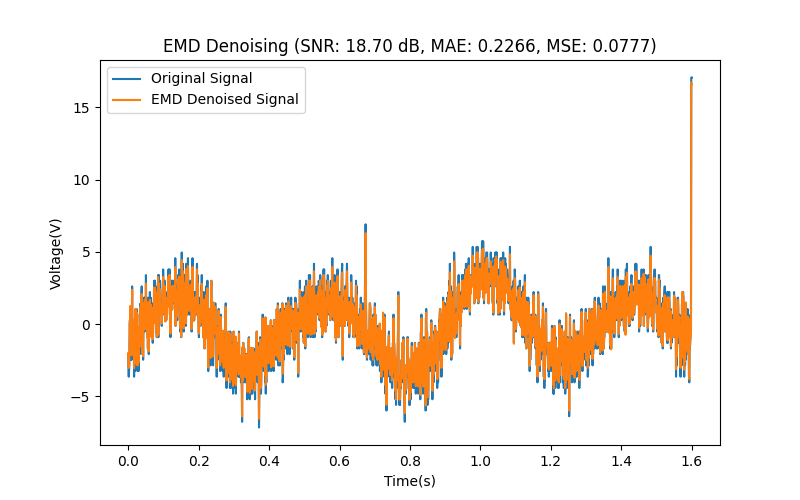 EMD Denoising (SNR: 18.70 dB, MAE: 0.2266, MSE: 0.0777)
Original Signal
EMD Denoised Signal
15
10
5
0
−5
Voltage(V)
0.0 0.2 0.4 0.6 0.8 1.0 1.2 1.4 1.6
Time(s)